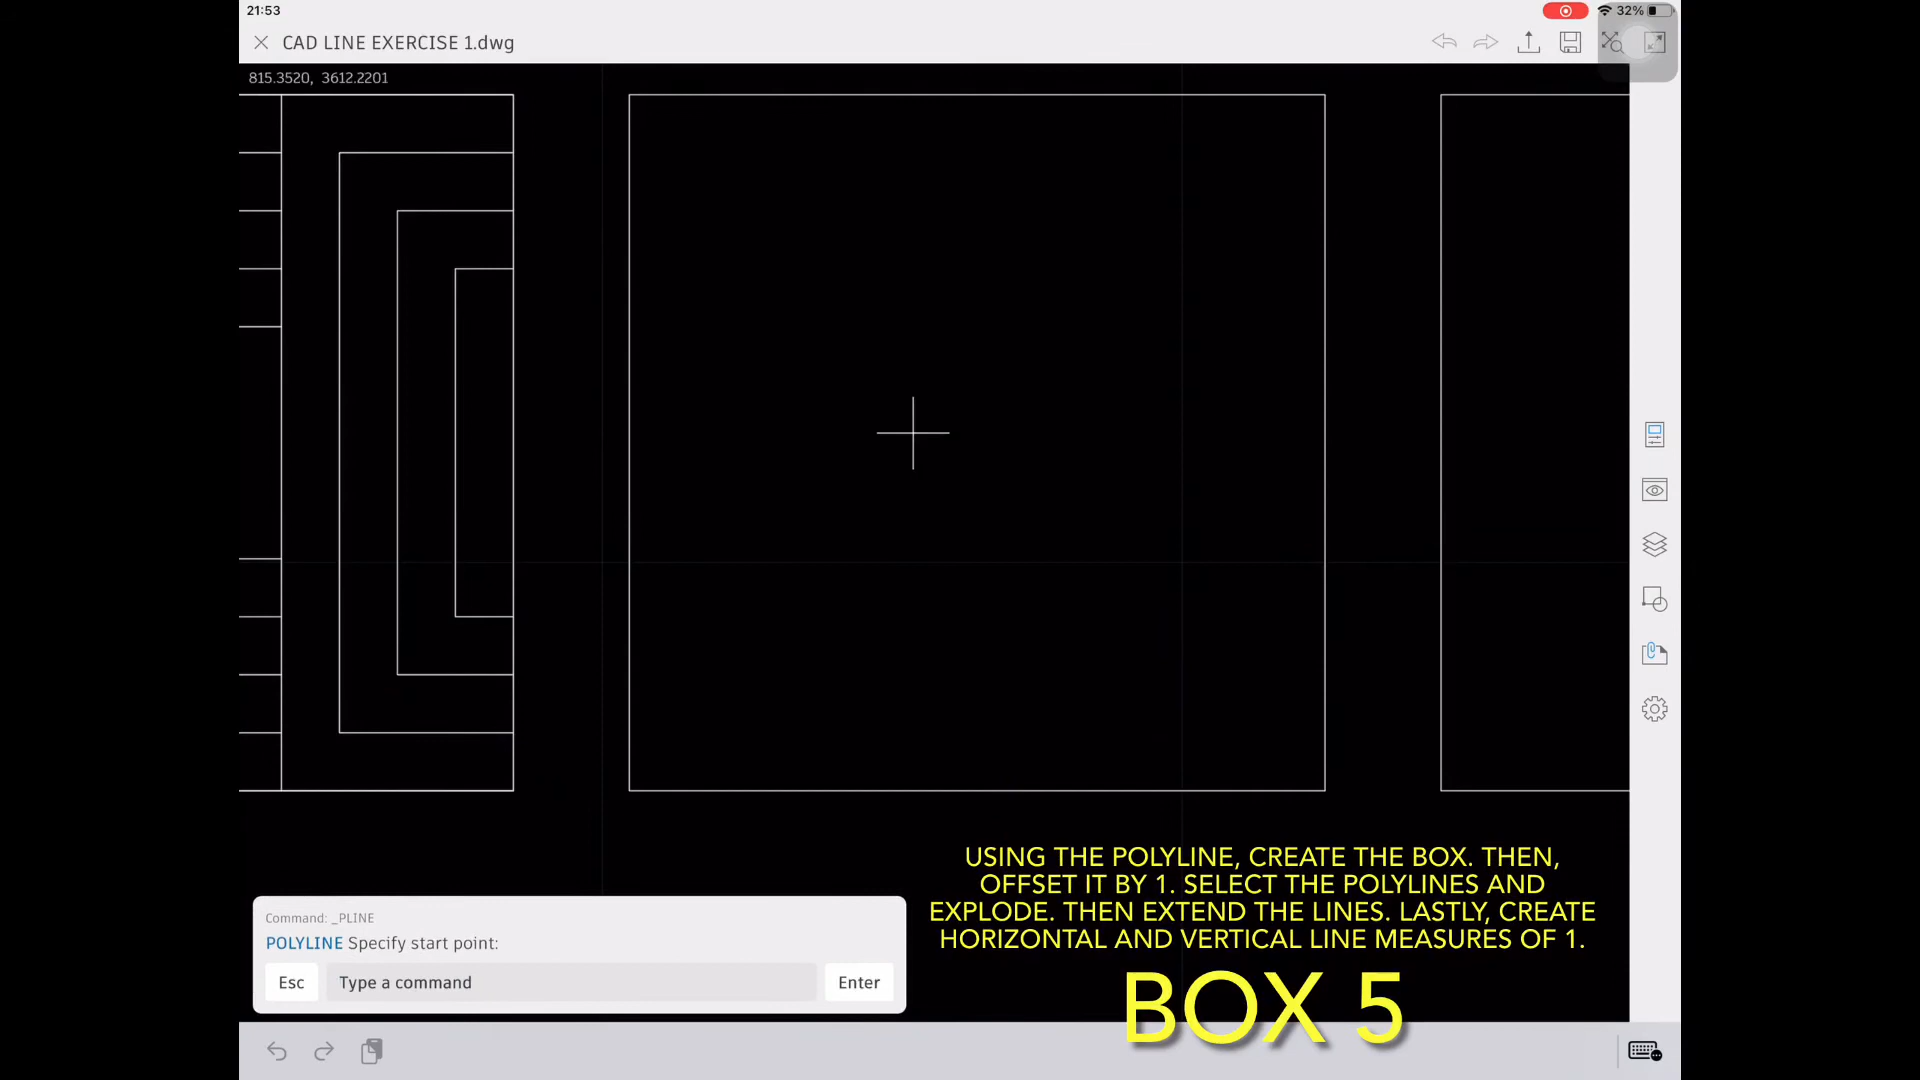 21:53
32%
CAD LINE EXERCISE 1.dwg
815.3520, 3612.2201
USING THE POLYLINE, CREATE THE BOX. THEN,
OFFSET IT BY 1. SELECT THE POLYLINES AND
EXPLODE. THEN EXTEND THE LINES. LASTLY, CREATE
HORIZONTAL AND VERTICAL LINE MEASURES OF 1.
BOX 5
Command: _PLINE
POLYLINE Specify start point:
Esc
Type a command
Enter